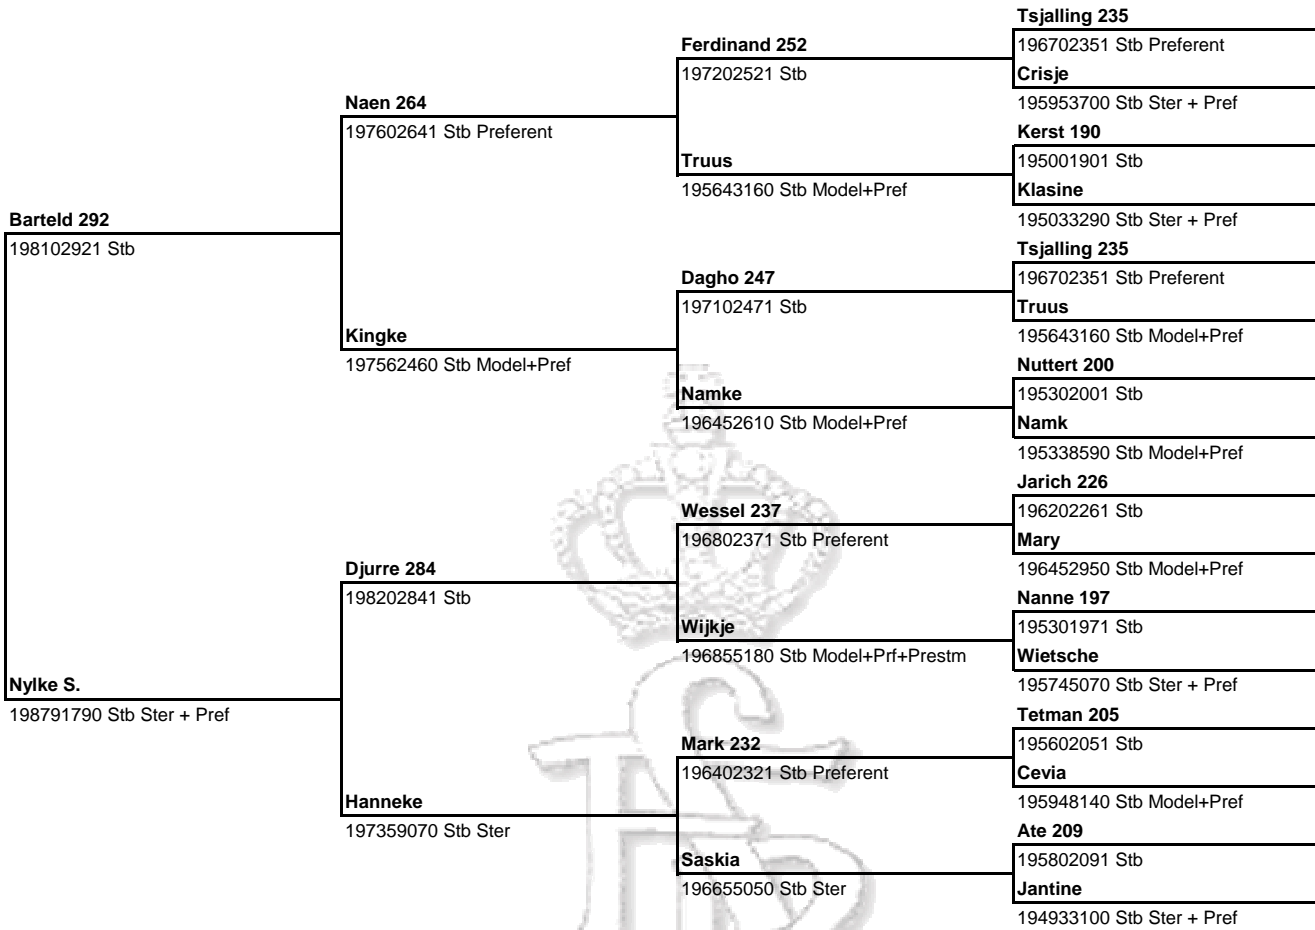 Tsjalling 235
Ferdinand 252
196702351 Stb Preferent
197202521 Stb
Crisje
Naen 264
195953700 Stb Ster + Pref
197602641 Stb Preferent
Kerst 190
Truus
195001901 Stb
195643160 Stb Model+Pref
Klasine
Barteld 292
195033290 Stb Ster + Pref
198102921 Stb
Tsjalling 235
Dagho 247
196702351 Stb Preferent
197102471 Stb
Truus
Kingke
195643160 Stb Model+Pref
197562460 Stb Model+Pref
Nuttert 200
Namke
195302001 Stb
196452610 Stb Model+Pref
Namk
195338590 Stb Model+Pref
Jarich 226
Wessel 237
196202261 Stb
196802371 Stb Preferent
Mary
Djurre 284
196452950 Stb Model+Pref
198202841 Stb
Nanne 197
Wijkje
195301971 Stb
196855180 Stb Model+Prf+Prestm
Wietsche
Nylke S.
195745070 Stb Ster + Pref
198791790 Stb Ster + Pref
Tetman 205
Mark 232
195602051 Stb
196402321 Stb Preferent
Cevia
Hanneke
195948140 Stb Model+Pref
197359070 Stb Ster
Ate 209
Saskia
195802091 Stb
196655050 Stb Ster
Jantine
194933100 Stb Ster + Pref